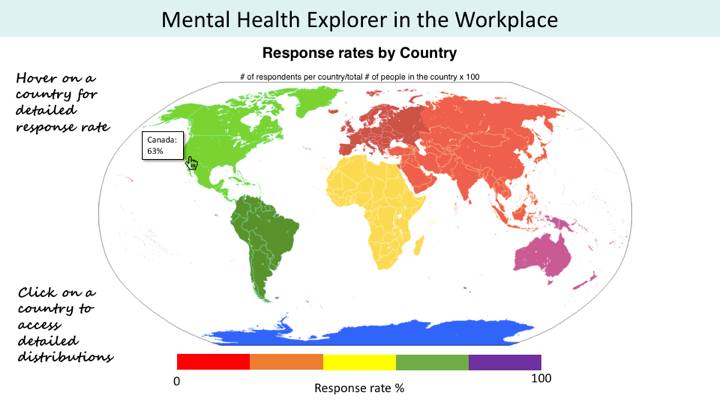 Mental Health Explorer in the Workplace
Response rates by Country
# of respondents per country/total # of people in the country x 100
Hover on a
country for
detailed
response rate
Canada:
63%
Click on a
country to
access
detailed
distributions
0
100
Response rate %